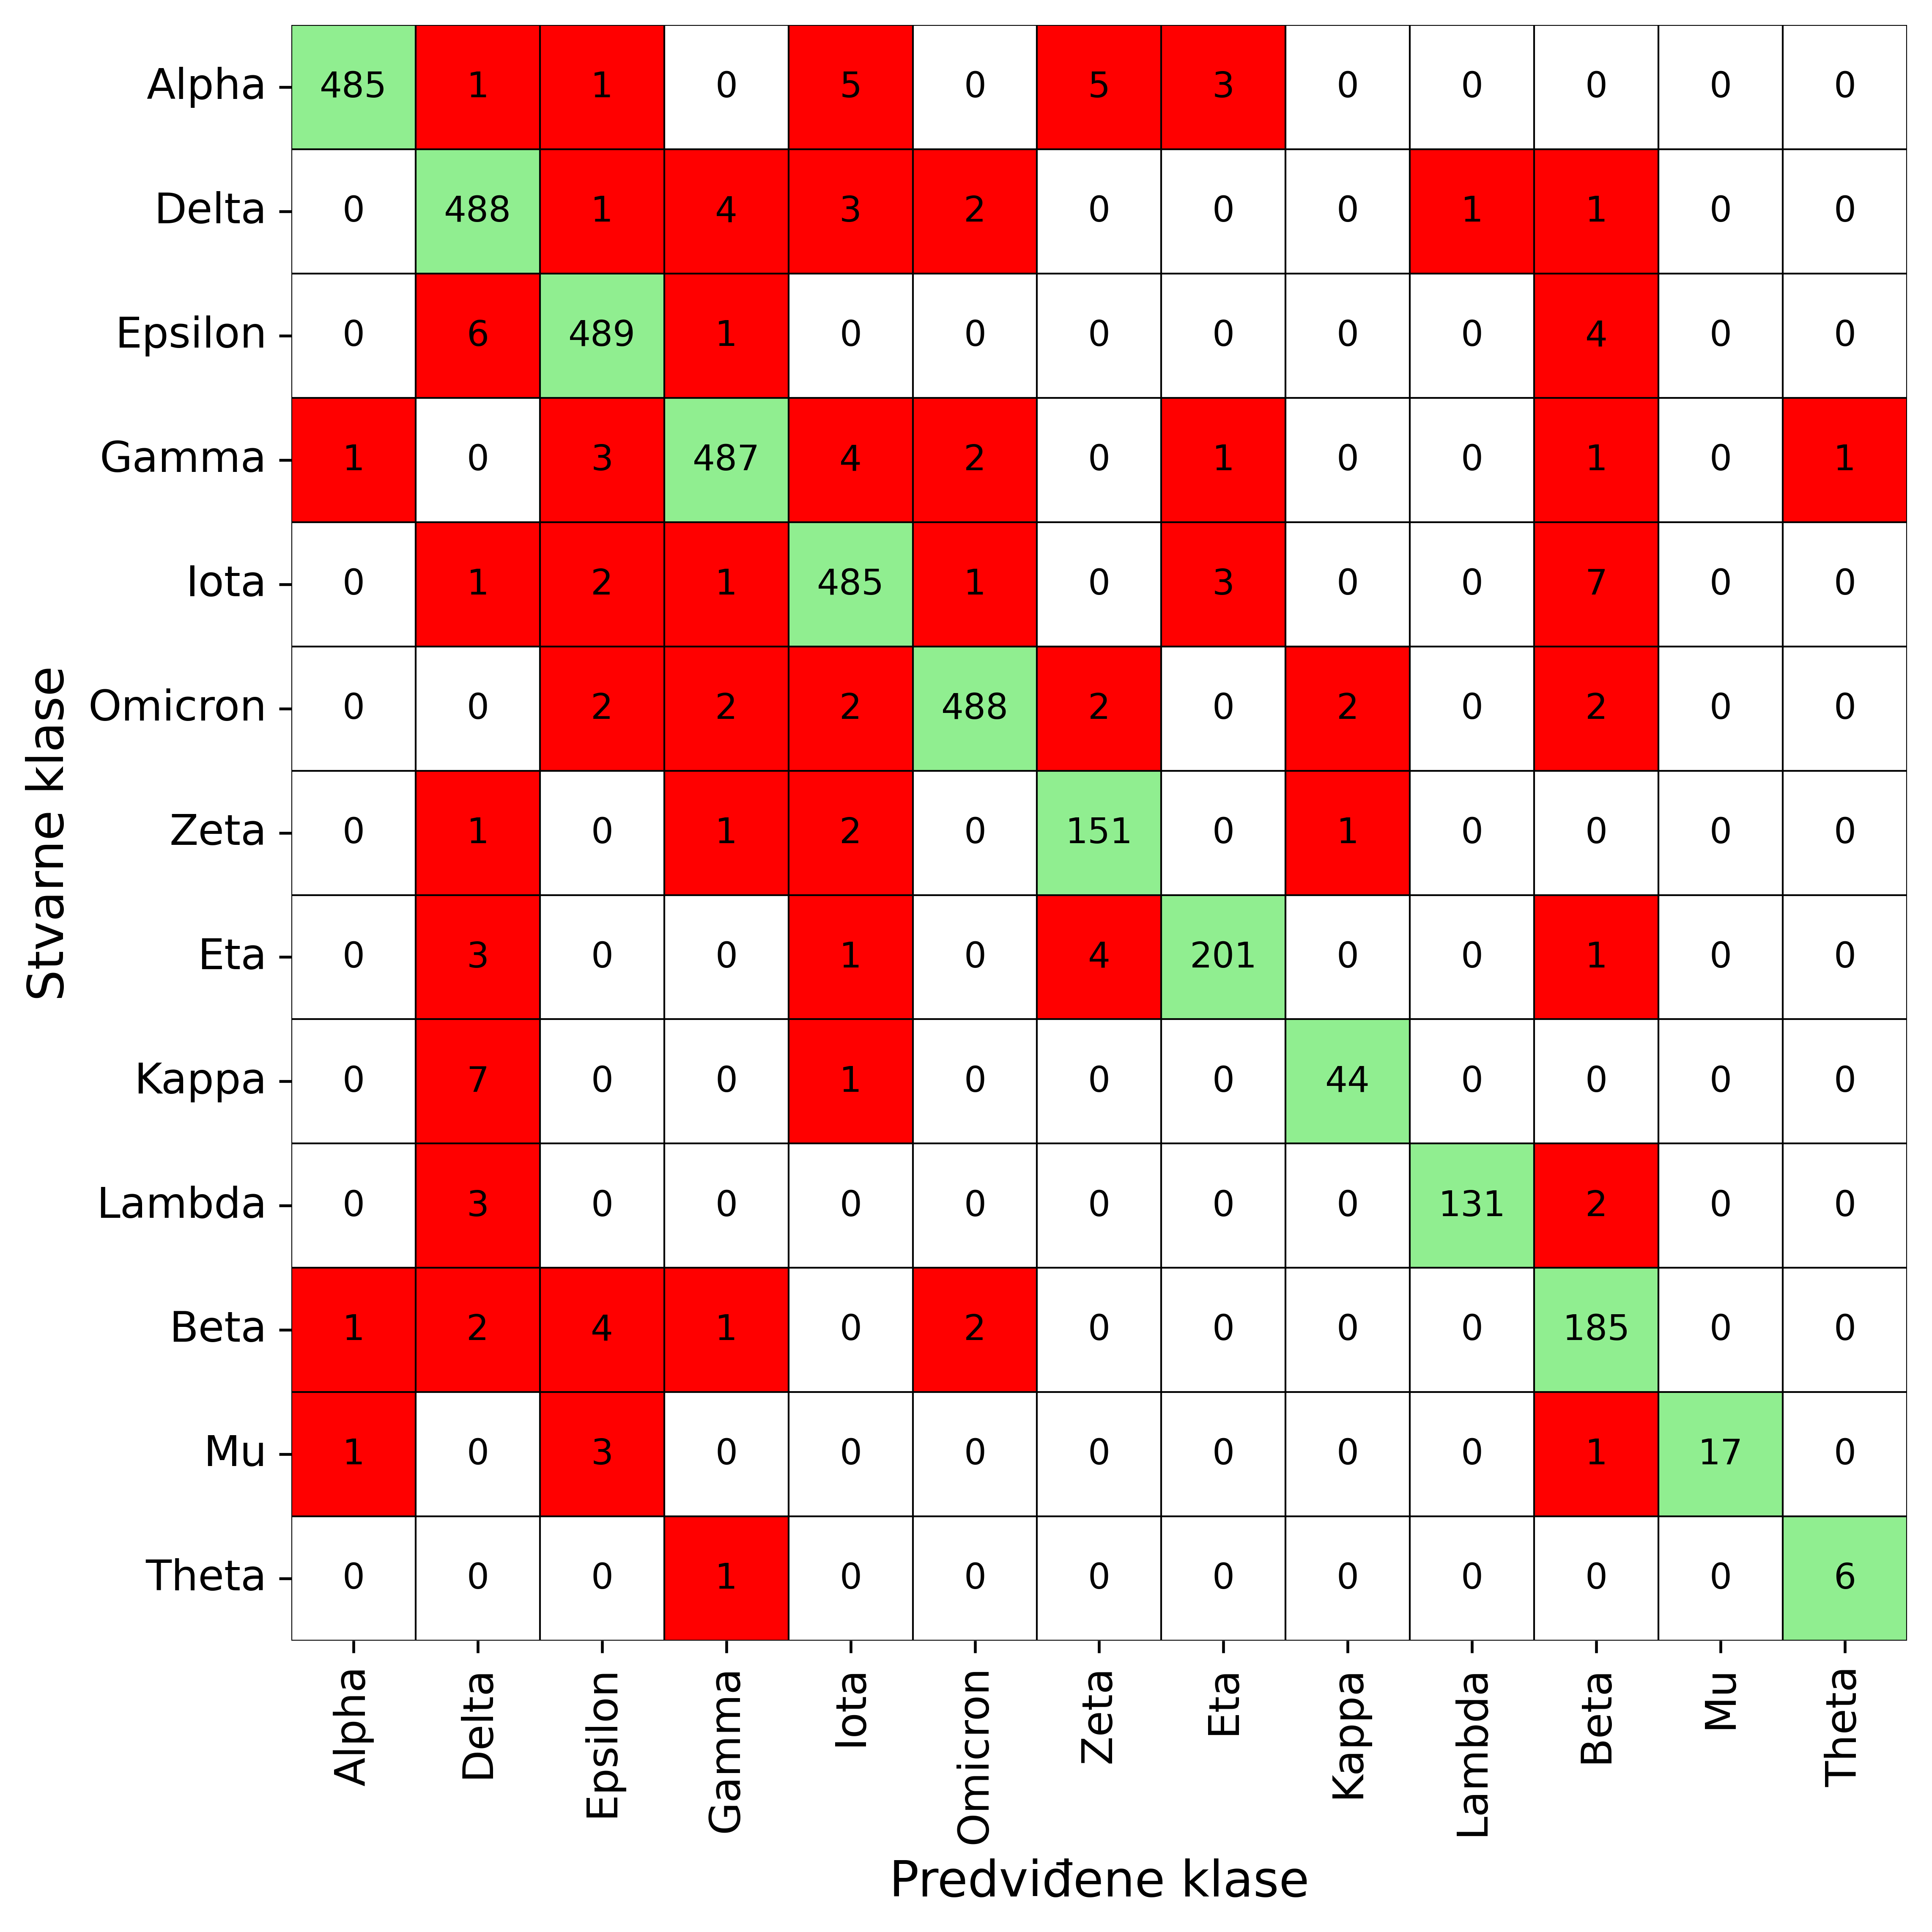 Stvarne klase
Alpha 485 1 1 0 5 0 5 3 0 0 0 0 0
Delta 0 488 1 4 3 2 0 0 0 1 1 0 0
Epsilon 0 6 489 1 0 0 0 0 0 0 4 0 0
Gamma 1 0 3 487 4 2 0 1 0 0 1 0 1
Iota 0 1 2 1 485 1 0 3 0 0 7 0 0
Omicron 0 0 2 2 2 488 2 0 2 0 2 0 0
Zeta 0 1 0 1 2 0 151 0 1 0 0 0 0
Eta 0 3 0 0 1 0 4 201 0 0 1 0 0
Kappa 0 7 0 0 1 0 0 0 44 0 0 0 0
Lambda 0 3 0 0 0 0 0 0 0 131 2 0 0
Beta 1 2 4 1 0 2 0 0 0 0 185 0 0
Mu 1 0 3 0 0 0 0 0 0 0 1 17 0
Theta 0 0 0 1 0 0 0 0 0 0 0 0 6
Alpha Delta Epsilon Gamma Iota Omicron Zeta Eta Kappa Lambda Beta Mu Theta
Predviđene klase